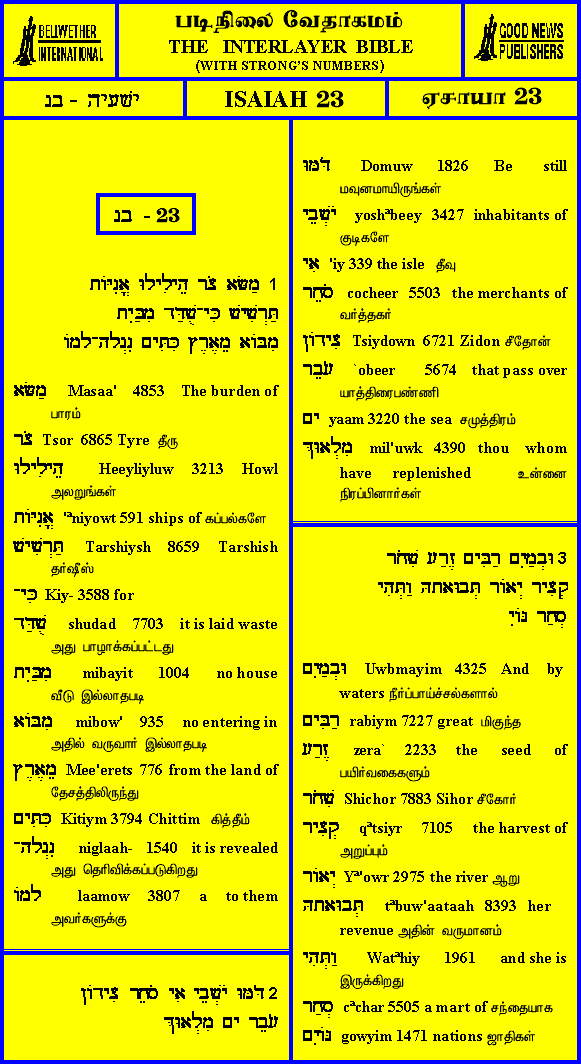 BELLWETHER
INTERNATIONAL
படிநிலை வேதாகமம்
THE INTERLAYER BIBLE
(WITH STRONG'S NUMBERS)
GOOD NEWS
PUBLISHERS
ישעיה - בנ
ISAIAH 23
ஏசாயா 23
בנ - 23
1 מַשָּׂא צֹר הֵילִילוּ אֳנִיּוֹת
תַּרְשִׁישׁ כִּי־שֻׁדַּד מִבַּיִת
מִבּוֹא מֵאֶרֶץ כִּתִּים נִגְלָה־לָמוֹ
מַשָּׂא Masaa' 4853 The burden of
பாரம்
צֹר Tsor 6865 Tyre தீரு
הֵילִילוּ Heeyliyluw 3213 Howl
அலறுங்கள்
אֳנִיּוֹת 'ªniyowt 591 ships of கப்பல்களே
תַּרְשִׁישׁ Tarshiysh 8659 Tarshish
தர்ஷீஸ்
כִּי־ Kiy- 3588 for
שֻׁדַּד shudad 7703 it is laid waste
அது பாழாக்கப்பட்டது
מִבַּיִת mibayit 1004 no house
வீடு இல்லாதபடி
מִבּוֹא mibow' 935 no entering in
அதில் வருவார் இல்லாதபடி
מֵאֶרֶץ Mee'erets 776 from the land of
தேசத்திலிருந்து
כִּתִּים Kitiym 3794 Chittim கித்தீம்
נִגְלָה־ niglaah- 1540 it is revealed
அது தெரிவிக்கப்படுகிறது
לָמוֹ laamow 3807 a to them
அவர்களுக்கு
2 דֹּמּוּ יֹשְׁבֵי אִי סֹחֵר צִידוֹן
עֹבֵר יָם מִלְאוּךְ
דֹּמּוּ Domuw 1826 Be still
மவுனமாயிருங்கள்
יֹשְׁבֵי yoshªbeey 3427 inhabitants of
குடிகளே
אִי 'iy 339 the isle தீவு
סֹחֵר cocheer 5503 the merchants of
வர்த்தகர்
צִידוֹן Tsiydown 6721 Zidon சீதோன்
עֹבֵר `obeer 5674 that pass over
யாத்திரைபண்ணி
יָם yaam 3220 the sea சமுத்திரம்
מִלְאוּךְ mil'uwk 4390 thou whom
have replenished உன்னை
நிரப்பினார்கள்
3 וּבְמַיִם רַבִּים זֶרַע שִׁחֹר
קְצִיר יְאוֹר תְּבוּאָתָהּ וַתְּהִי
סְחַר גּוֹיִם
וּבְמַיִם Uwbmayim 4325 And by
waters நீர்ப்பாய்ச்சல்களால்
רַבִּים rabiym 7227 great மிகுந்த
זֶרַע zera` 2233 the seed of
பயிர்வகைகளும்
שִׁחֹר Shichor 7883 Sihor சீகோர்
קְצִיר qªtsiyr 7105 the harvest of
அறுப்பும்
יְאוֹר Yª'owr 2975 the river ஆறு
תְּבוּאָתָהּ tªbuw'aataah 8393 her
revenue அதின் வருமானம்
וַתְּהִי Watªhiy 1961 and she is
இருக்கிறது
סְחַר cªchar 5505 a mart of சந்தையாக
גּוֹיִם gowyim 1471 nations ஜாதிகள்